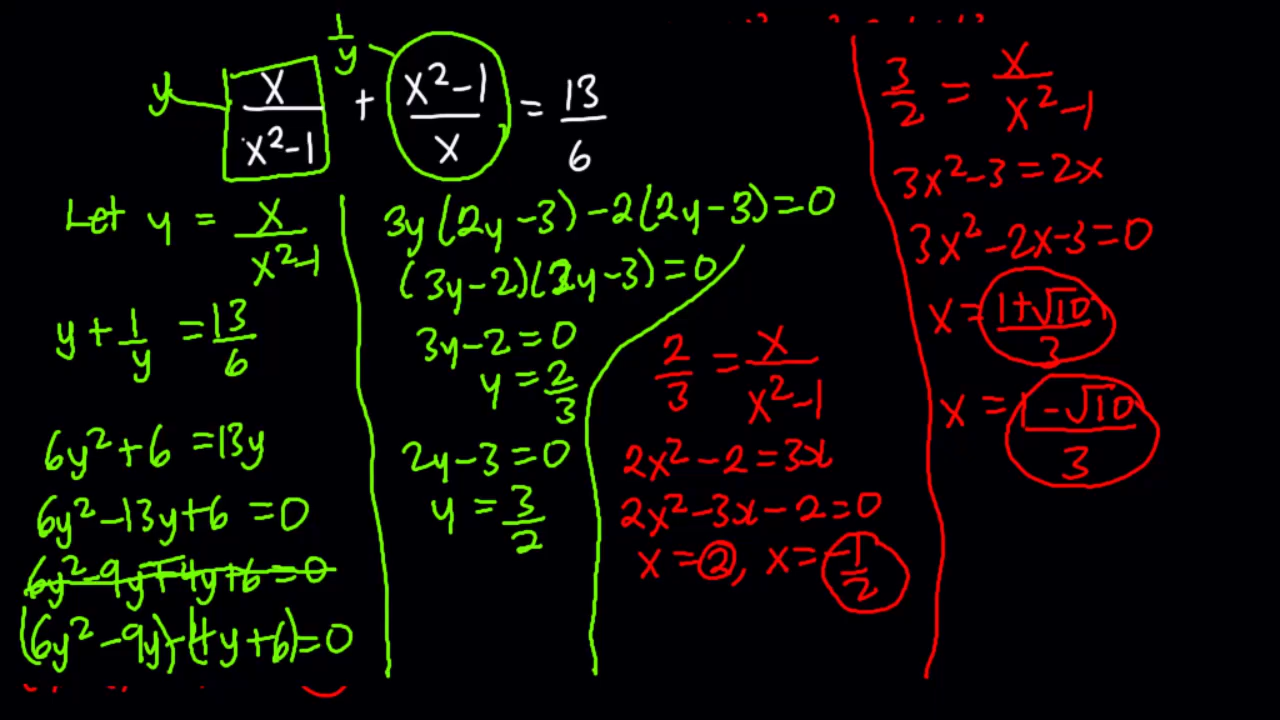 x/(x²-1) + (x²-1)/x = 13/6
y
1/y
Let y = x/(x²-1)
y + 1/y = 13/6
6y² + 6 = 13y
6y² - 13y + 6 = 0
6y² - 9y + 4y + 6 = 0
(6y² - 9y) + (4y + 6) = 0
3y(2y-3) - 2(2y-3) = 0
(3y-2)(2y-3) = 0
3y - 2 = 0
y = 2/3
2y - 3 = 0
y = 3/2
2/3 = x/(x²-1)
2x² - 2 = 3x
2x² - 3x - 2 = 0
x = 2, x = -1/2
3/2 = x/(x²-1)
3x² - 3 = 2x
3x² - 2x - 3 = 0
x = (1+√10)/3
x = (1-√10)/3